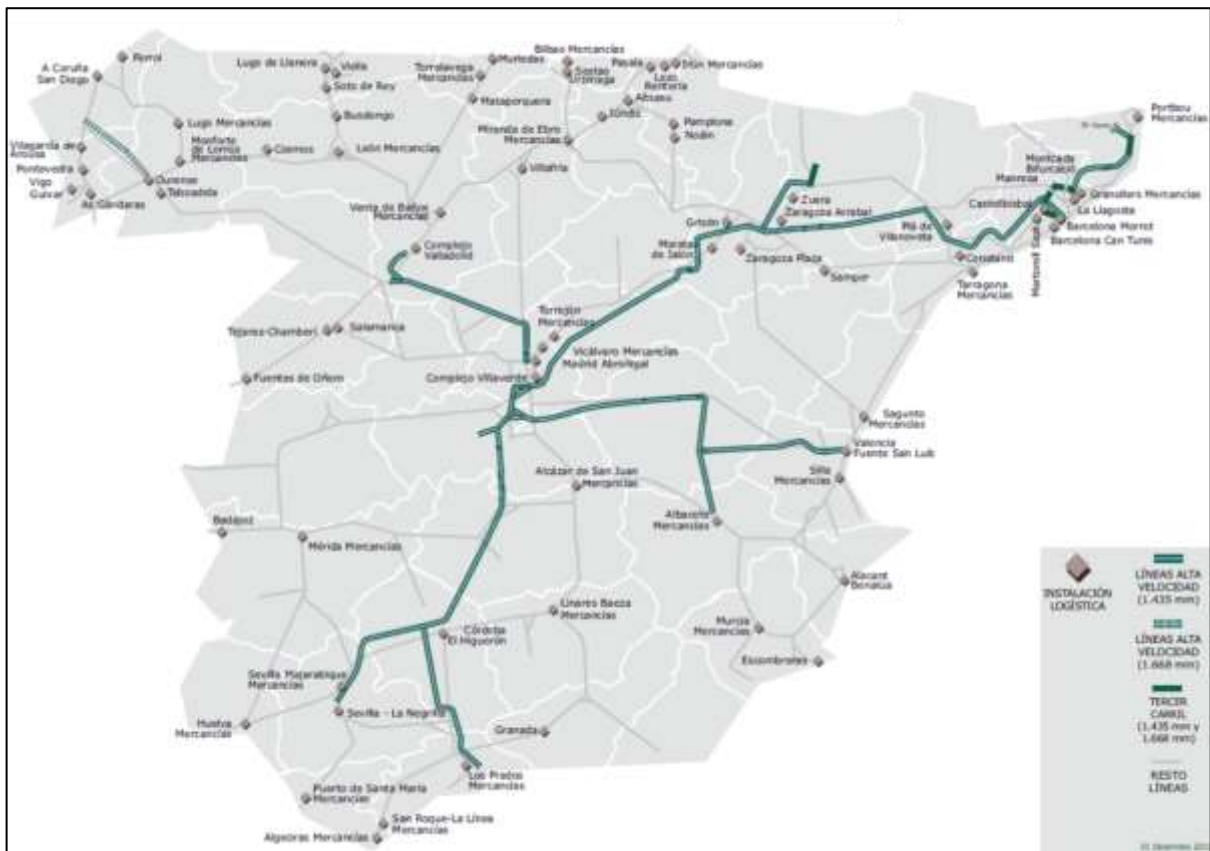 Ferrol
A Coruña
San Diego
Lugo de Llanera
Viella
Soto de Rey
Torrelavega
Mercancías
Muriedas
Bilbao Mercancías
Santurtzi
Pasaia
Lezo
Rentería
Irún Mercancías
Altsasu
Mataporquera
Júndiz
Pamplona
Noáin
Portbou
Mercancías
Lugo Mercancías
Busdongo
Miranda de Ebro
Mercancías
Vilagarcía de
Arousa
Monforte
de Lemos
Mercancías
Cosmos
León Mercancías
Villafría
Montcada
Bifurcació
Manresa
Pontevedra
Vigo
Guixar
As Gándaras
Ourense
Taboadela
Granollers Mercancías
La Llagosta
Castellbisbal
Barcelona Morrot
Barcelona Can Tunis
Martorell Seat
Venta de Baños
Mercancías
Zuera
Zaragoza Arrabal
Grisén
Pla de
Vilanoveta
Complejo
Valladolid
Morata
de Jalón
Zaragoza Plaza
Constantí
Samper
Tarragona
Mercancías
Torrejón
Mercancías
Tejares-Chamberí
Salamanca
Vicálvaro Mercancías
Madrid Abroñigal
Fuentes de Oñoro
Complejo Villaverde
Sagunto
Mercancías
Valencia
Fuente San Luis
Silla
Mercancías
Alcázar de San Juan
Mercancías
Albacete
Mercancías
Badajoz
Mérida Mercancías
Alacant
Benalúa
Linares Baeza
Mercancías
Murcia
Mercancías
Córdoba
El Higuerón
Escombreras
Sevilla Majarabique
Mercancías
Sevilla - La Negrilla
Huelva
Mercancías
Granada
Los Prados
Mercancías
Puerto de Santa María
Mercancías
San Roque-La Línea
Mercancías
Algeciras Mercancías
INSTALACIÓN
LOGÍSTICA
LÍNEAS ALTA
VELOCIDAD
(1.435 mm)
LÍNEAS ALTA
VELOCIDAD
(1.668 mm)
TERCER
CARRIL
(1.435 mm y
1.668 mm)
RESTO
LÍNEAS